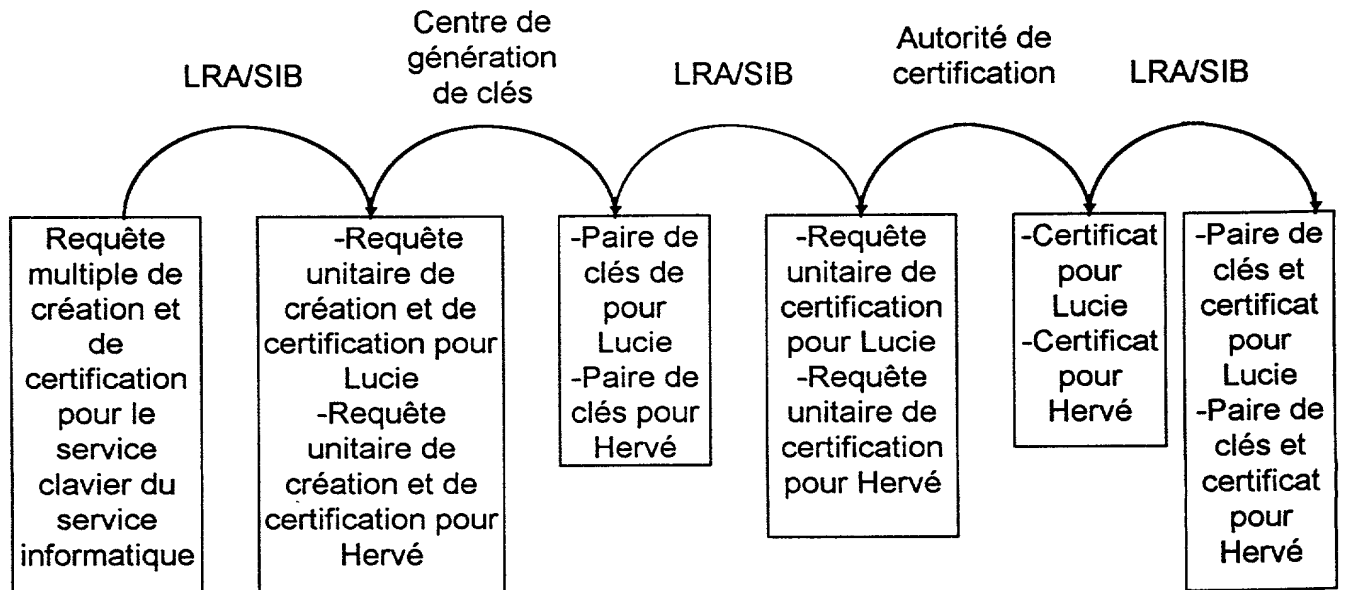 Centre de
génération
de clés
Autorité de
certification
LRA/SIB
LRA/SIB
LRA/SIB
Requête
multiple de
création et
de
certification
pour le
service
clavier du
service
informatique
-Requête
unitaire de
création et de
certification pour
Lucie
-Requête
unitaire de
création et de
certification pour
Hervé
-Paire de
clés de
pour
Lucie
-Paire de
clés pour
Hervé
-Requête
unitaire de
certification
pour Lucie
-Requête
unitaire de
certification
pour Hervé
-Certificat
pour
Lucie
-Certificat
pour
Hervé
-Paire de
clés et
certificat
pour
Lucie
-Paire de
clés et
certificat
pour
Hervé